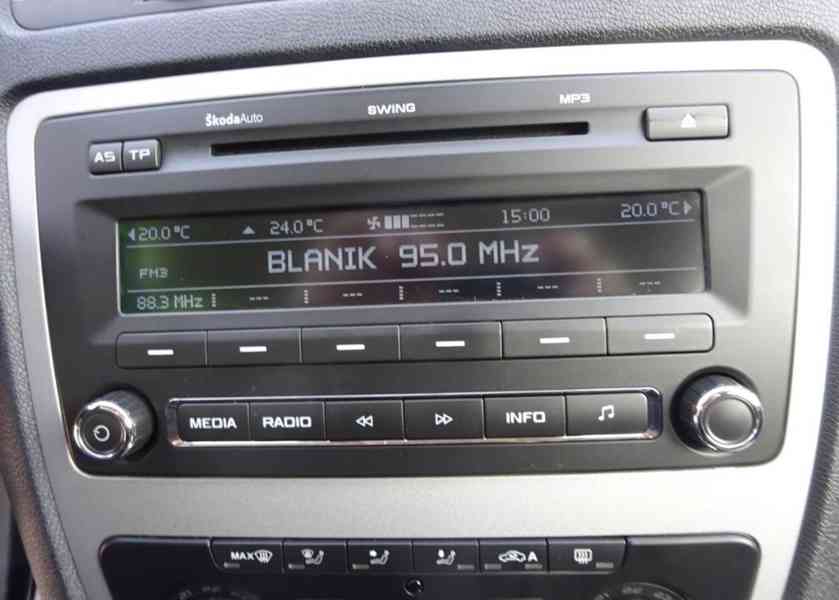 ŠkodaAuto SWING MP3
AS TP
20.0°C 24.0°C 15:00 20.0°C
BLANIK 95.0 MHz
FM3
88.3 MHz --- --- --- --- ---
MEDIA RADIO INFO
MAX A